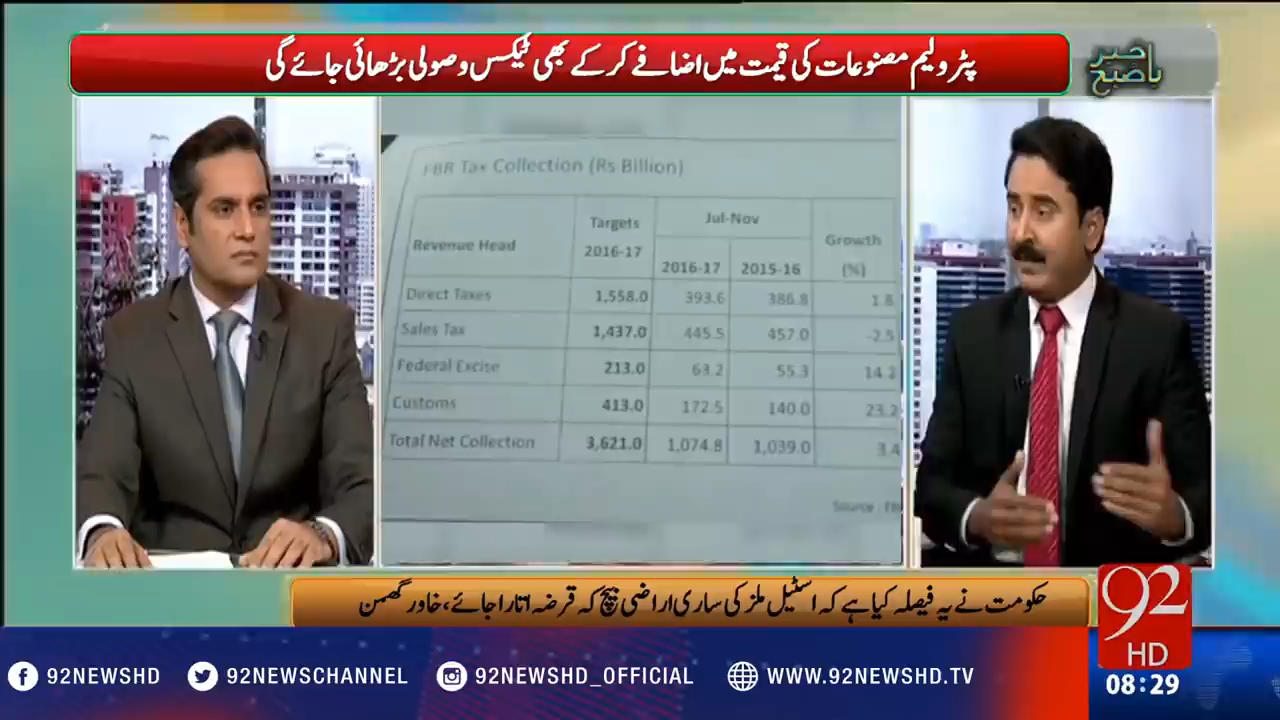 پٹرولیم مصنوعات کی قیمت میں اضافے کرکے بھی ٹیکس وصولی بڑھائی جائے گی
باخبر صبح
FBR Tax Collection (Rs Billion)
Revenue Head Targets 2016-17 Jul-Nov Growth (%)
2016-17 2015-16
Direct Taxes 1,558.0 393.6 386.8 1.8
Sales Tax 1,437.0 445.5 457.0 -2.5
Federal Excise 213.0 63.2 55.3 14.2
Customs 413.0 172.5 140.0 23.2
Total Net Collection 3,621.0 1,074.8 1,039.0 3.4
Source : FB
حکومت نے یہ فیصلہ کیا ہے کہ اسٹیل ملز کی ساری اراضی بیچ کہ قرضہ اتارا جائے، خاور گھمن
92
HD
08:29
92NEWSHD 92NEWSCHANNEL 92NEWSHD_OFFICIAL WWW.92NEWSHD.TV